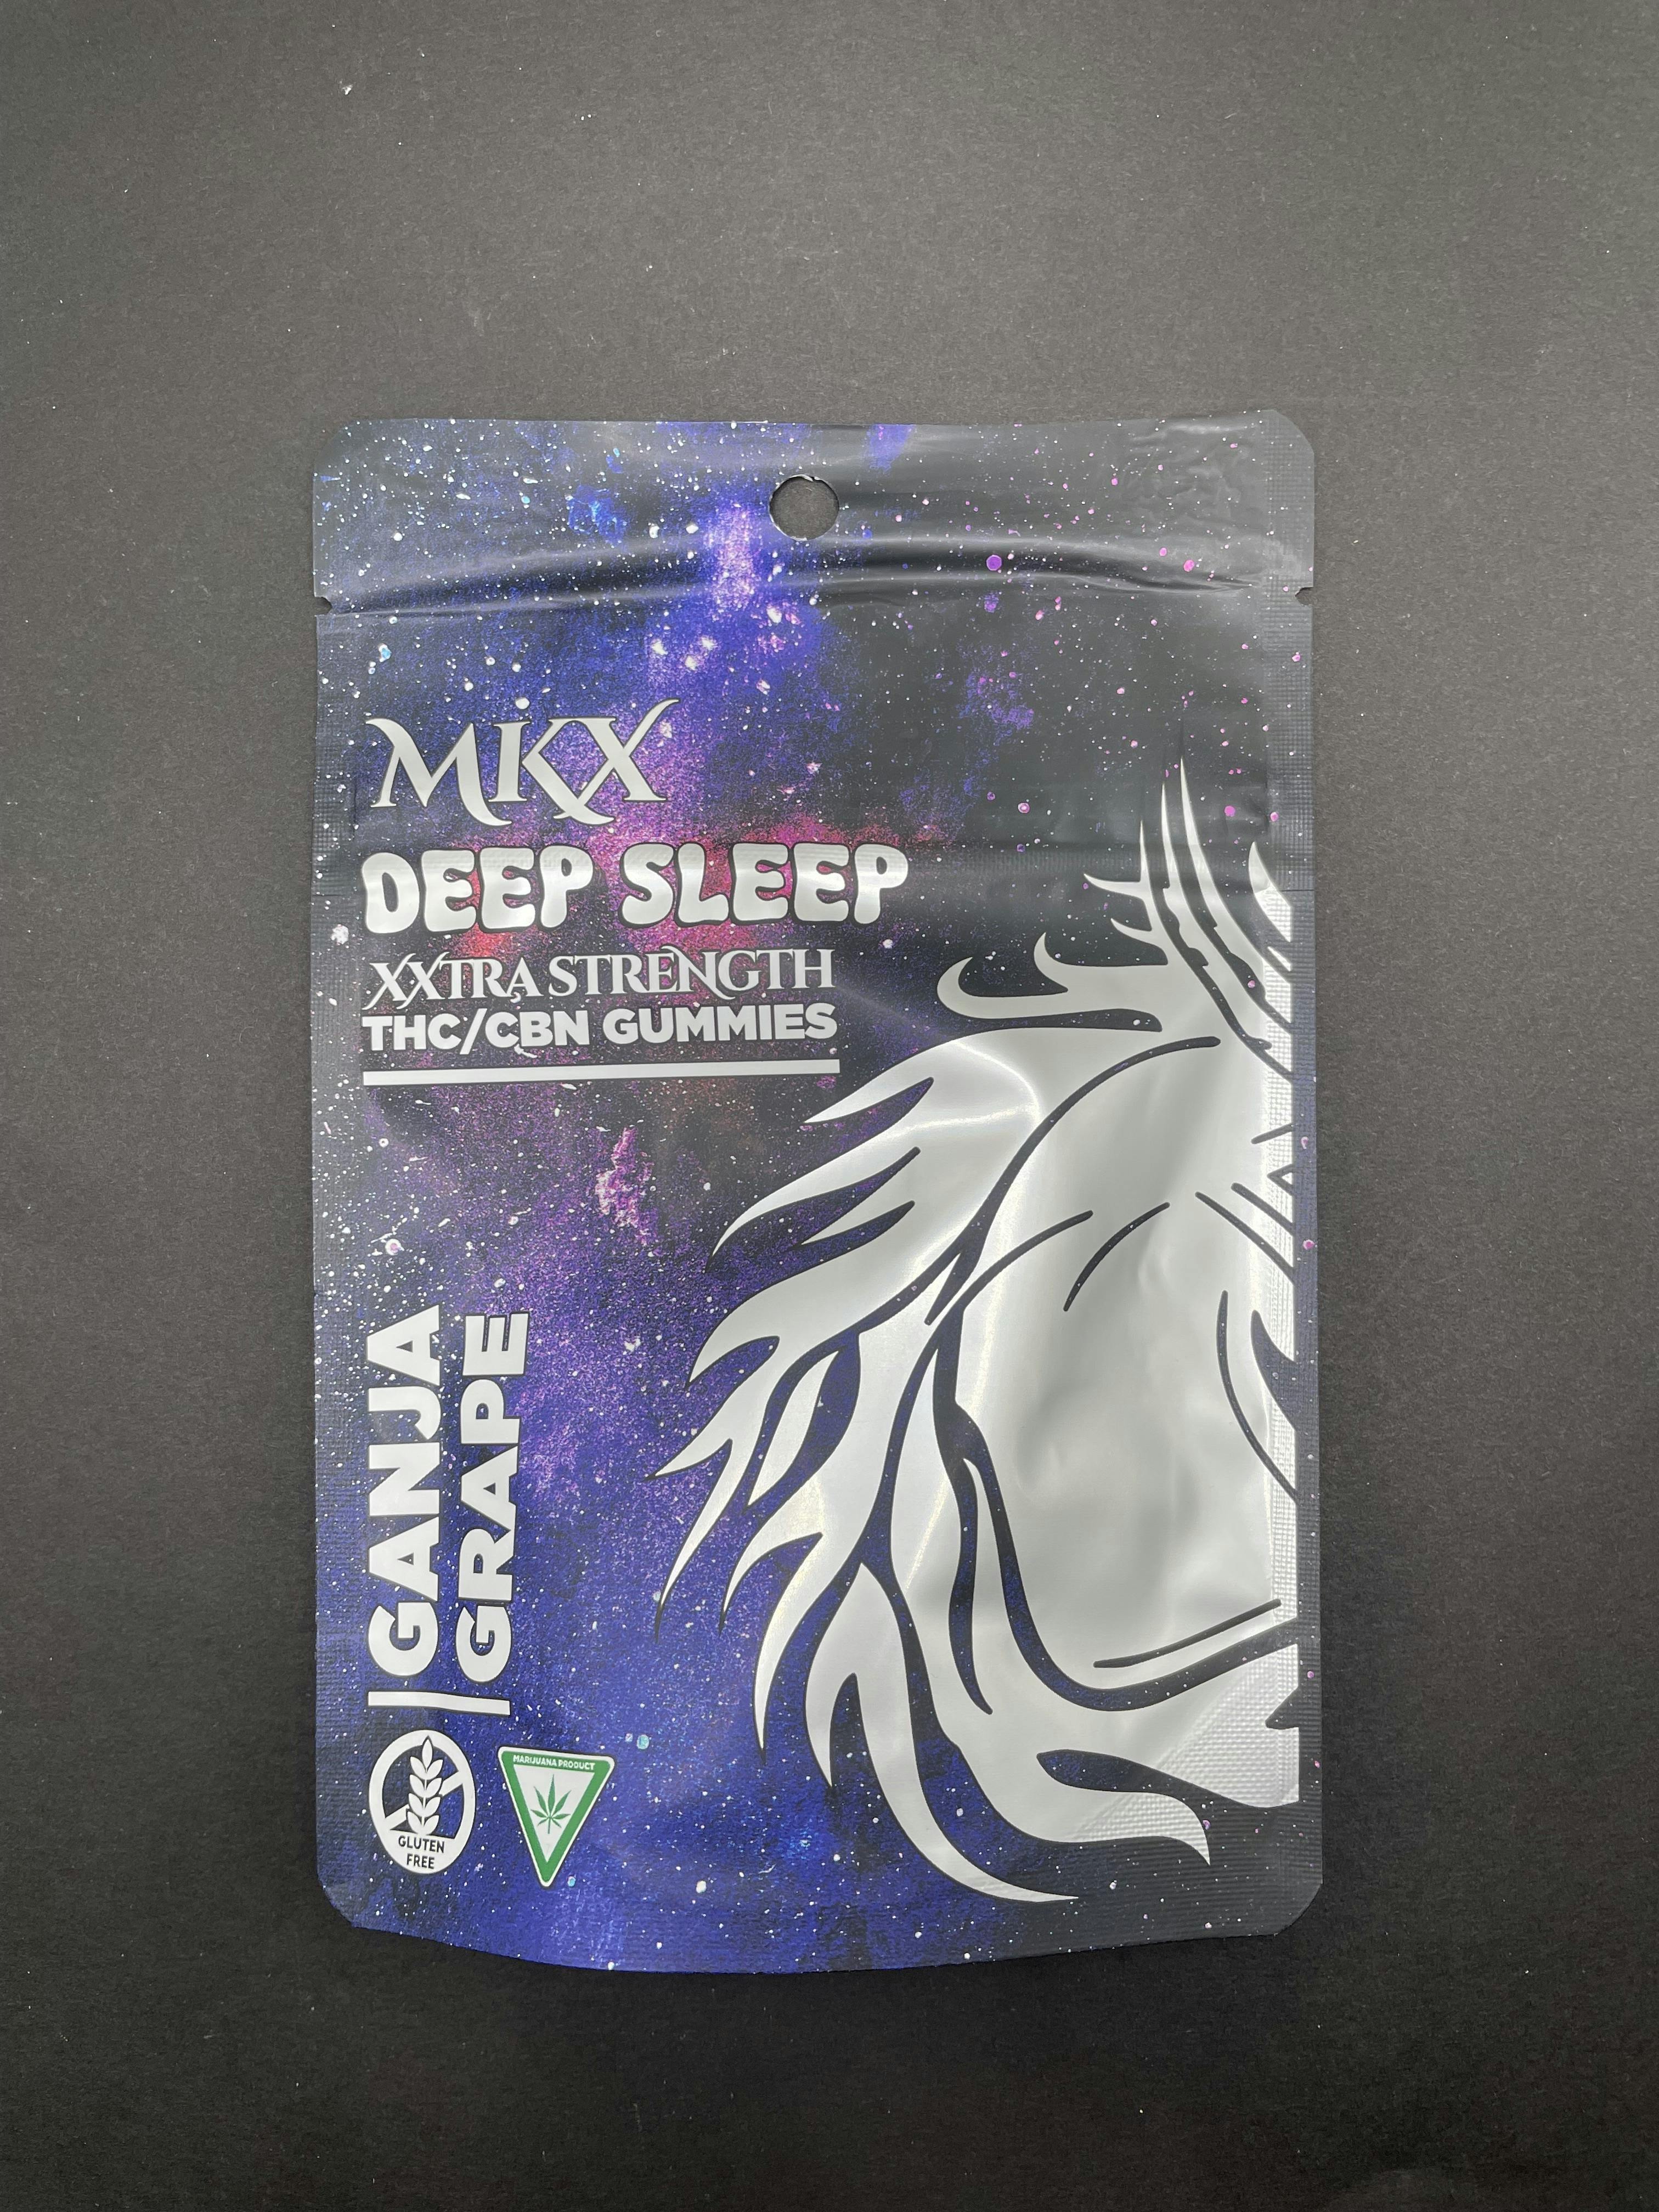 MKX
DEEP SLEEP
XXTRA STRENGTH
THC/CBN GUMMIES
GANJA
GRAPE
GLUTEN
FREE
MARIJUANA PRODUCT